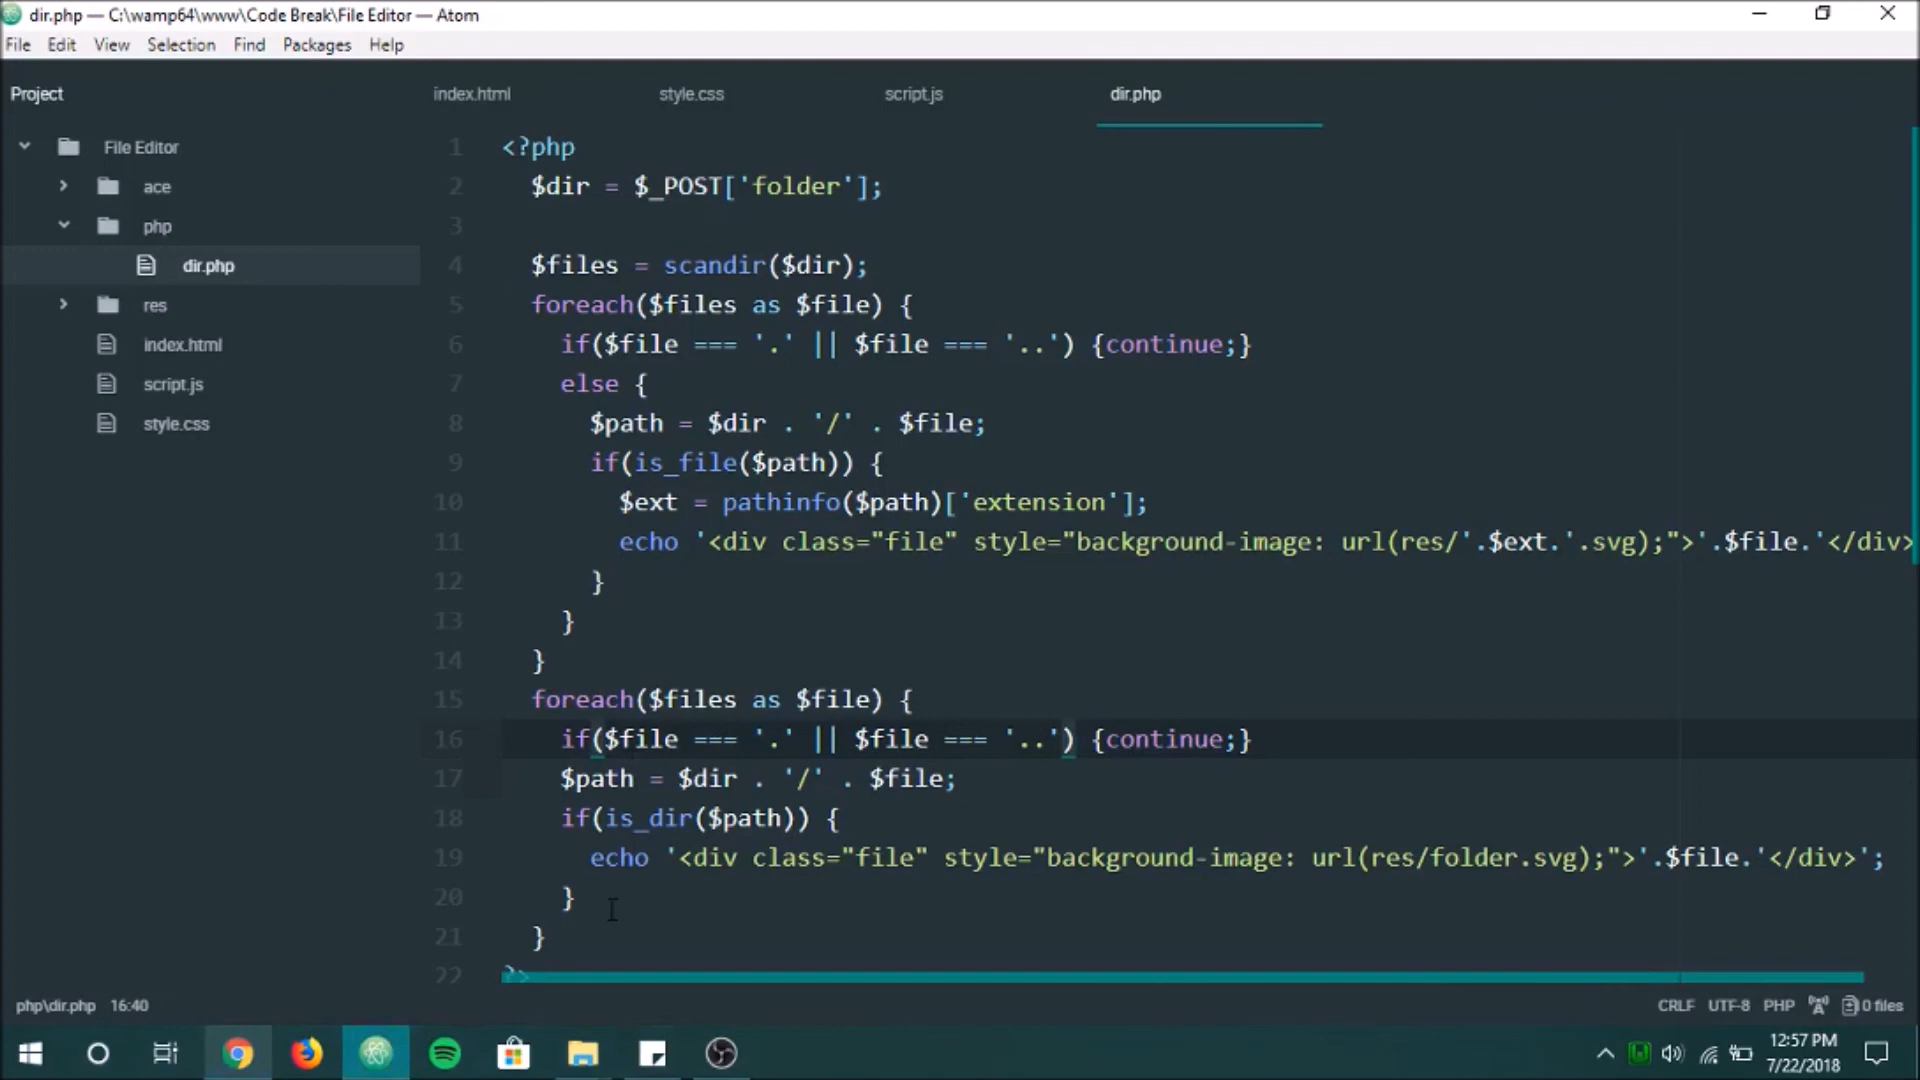 dir.php — C:\wamp64\www\Code Break\File Editor — Atom
File Edit View Selection Find Packages Help
Project
File Editor
ace
php
dir.php
res
index.html
script.js
style.css
index.html style.css script.js dir.php
1 <?php
2 $dir = $_POST['folder'];
3
4 $files = scandir($dir);
5 foreach($files as $file) {
6 if($file === '.' || $file === '..') {continue;}
7 else {
8 $path = $dir . '/' . $file;
9 if(is_file($path)) {
10 $ext = pathinfo($path)['extension'];
11 echo '<div class="file" style="background-image: url(res/'.$ext.'.svg);">'.$file.'</div>
12 }
13 }
14 }
15 foreach($files as $file) {
16 if($file === '.' || $file === '..') {continue;}
17 $path = $dir . '/' . $file;
18 if(is_dir($path)) {
19 echo '<div class="file" style="background-image: url(res/folder.svg);">'.$file.'</div>';
20 }
21 }
22 ?>
php\dir.php 16:40 CRLF UTF-8 PHP 0 files
12:57 PM
7/22/2018